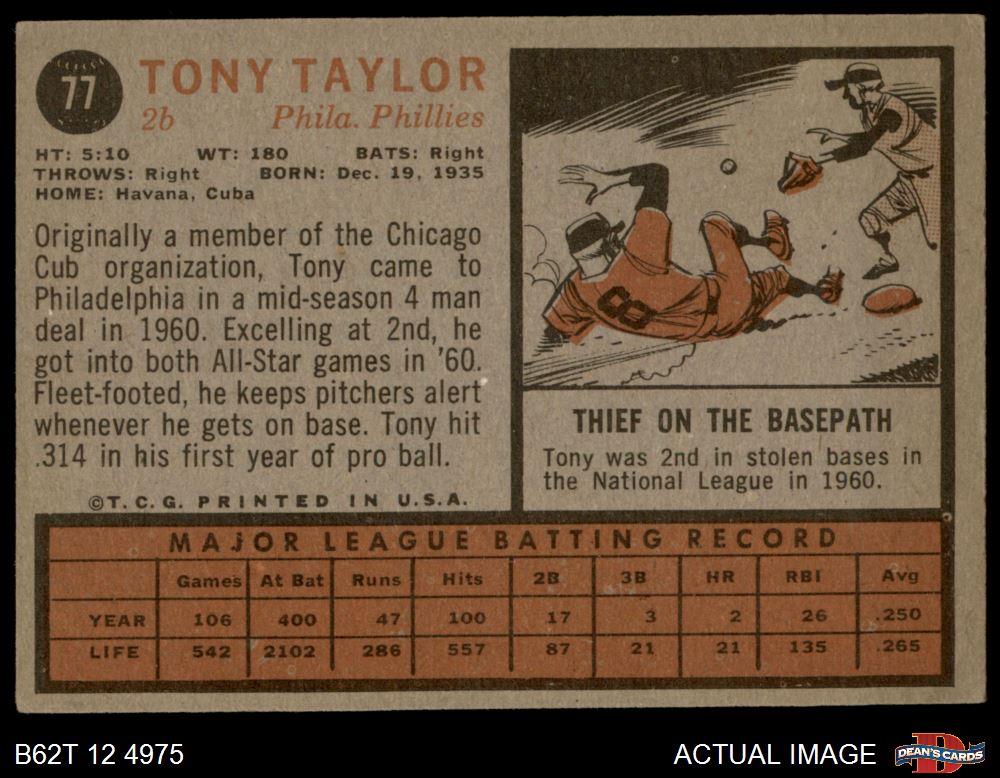 77
TONY TAYLOR
2b Phila. Phillies
HT: 5:10 WT: 180 BATS: Right
THROWS: Right BORN: Dec. 19, 1935
HOME: Havana, Cuba
Originally a member of the Chicago
Cub organization, Tony came to
Philadelphia in a mid-season 4 man
deal in 1960. Excelling at 2nd, he
got into both All-Star games in '60.
Fleet-footed, he keeps pitchers alert
whenever he gets on base. Tony hit
.314 in his first year of pro ball.
©T.C.G. PRINTED IN U.S.A.
8
THIEF ON THE BASEPATH
Tony was 2nd in stolen bases in
the National League in 1960.
MAJOR LEAGUE BATTING RECORD
Games At Bat Runs Hits 2B 3B HR RBI Avg
YEAR 106 400 47 100 17 3 2 26 .250
LIFE 542 2102 286 557 87 21 21 135 .265
B62T 12 4975
ACTUAL IMAGE
D
DEAN'S CARDS